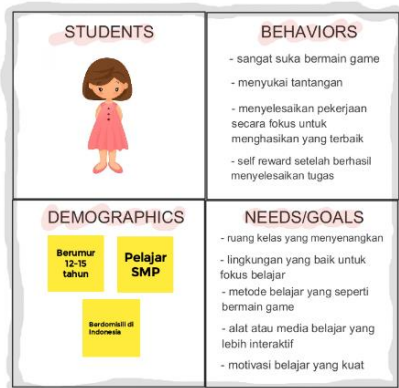 STUDENTS
BEHAVIORS
- sangat suka bermain game
- menyukai tantangan
- menyelesaikan pekerjaan
secara fokus untuk
menghasikan yang terbaik
- self reward setelah berhasil
menyelesaikan tugas
DEMOGRAPHICS
Berumur
12-15
tahun
Pelajar
SMP
Berdomisili di
Indonesia
NEEDS/GOALS
- ruang kelas yang menyenangkan
- lingkungan yang baik untuk
fokus belajar
- metode belajar yang seperti
bermain game
- alat atau media belajar yang
lebih interaktif
- motivasi belajar yang kuat